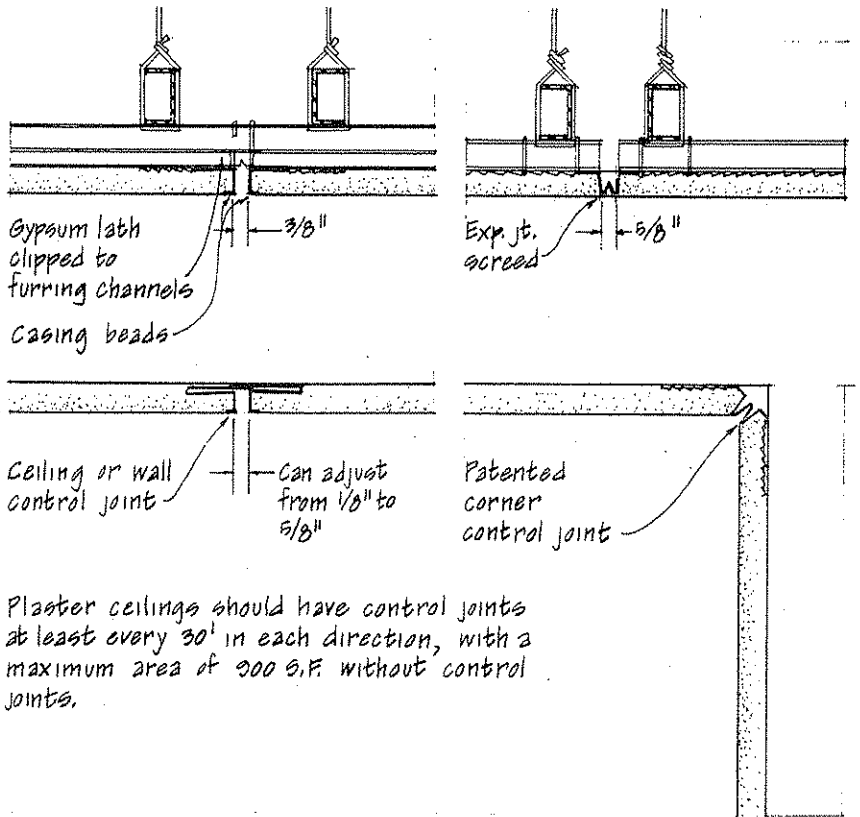 Gypsum lath
clipped to
furring channels
3/8"
Casing beads
Exp. jt.
screed
5/8"
Ceiling or wall
control joint
Can adjust
from 1/8" to
5/8"
Patented
corner
control joint
Plaster ceilings should have control joints
at least every 30' in each direction, with a
maximum area of 900 S.F. without control
joints.